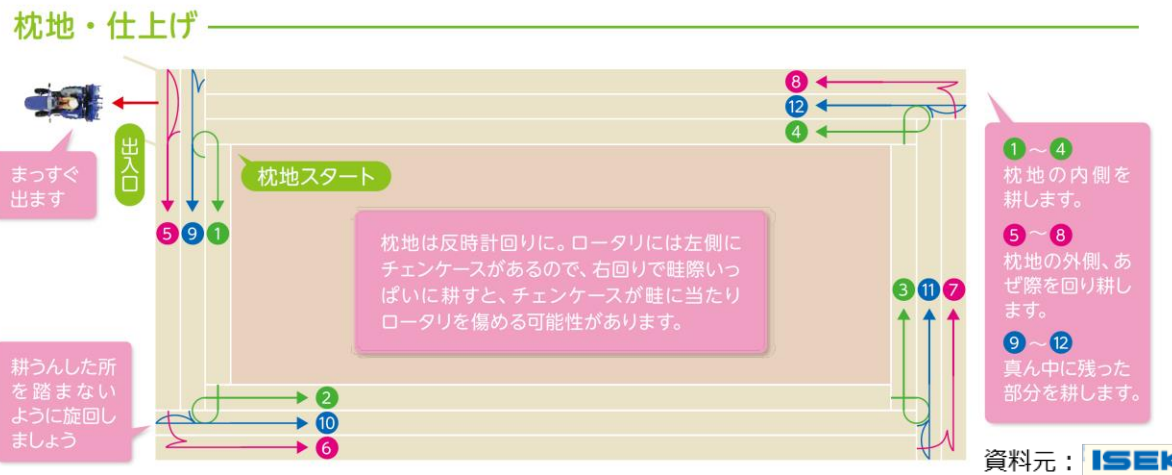 枕地・仕上げ
まっすぐ
出ます
出入口
枕地スタート
5 9 1
8
12
4
枕地は反時計回りに。ロータリには左側に
チェンケースがあるので、右回りで畦際いっ
ぱいに耕すと、チェンケースが畦に当たり
ロータリを傷める可能性があります。
3 11 7
耕うんした所
を踏まない
ように旋回し
ましょう
2
10
6
1～4
枕地の内側を
耕します。
5～8
枕地の外側、あ
ぜ際を回り耕し
ます。
9～12
真ん中に残った
部分を耕します。
資料元：ISEK